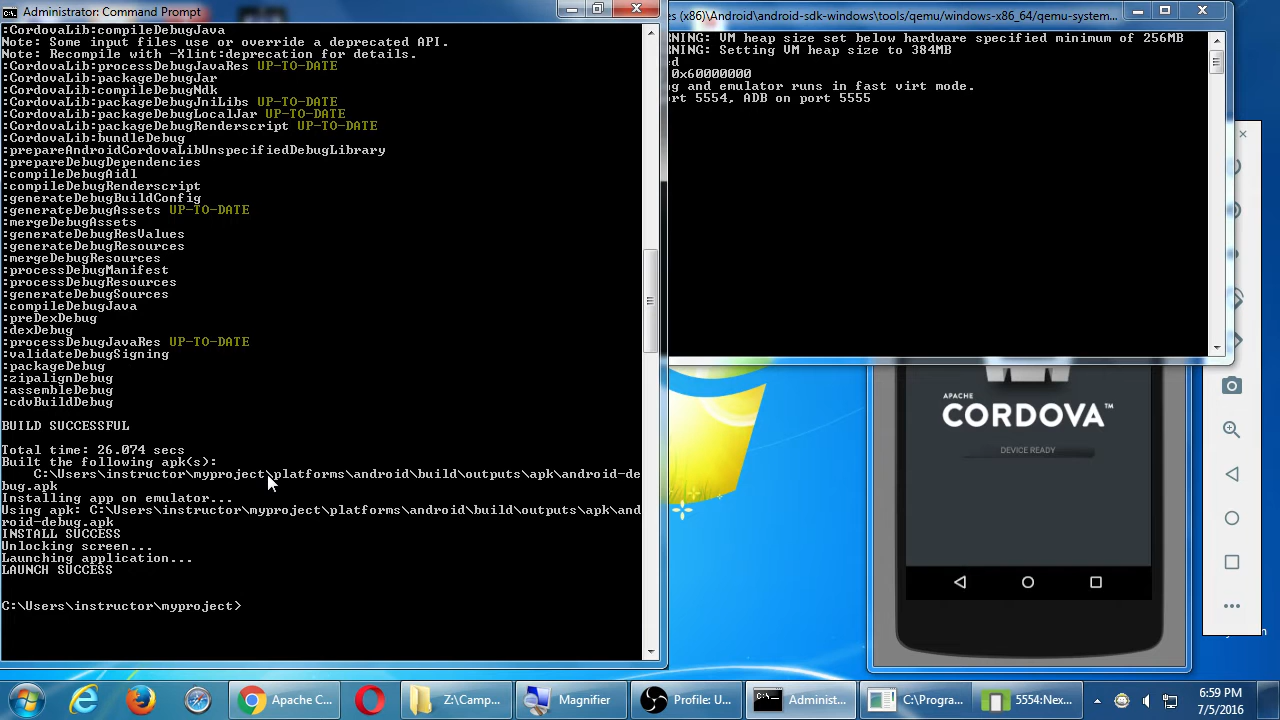 Administrator: Command Prompt
:CordovaLib:compileDebugJava
Note: Some input files use or override a deprecated API.
Note: Recompile with -Xlint:deprecation for details.
:CordovaLib:processDebugJavaRes UP-TO-DATE
:CordovaLib:packageDebugJar
:CordovaLib:compileDebugNdk
:CordovaLib:packageDebugJniLibs UP-TO-DATE
:CordovaLib:packageDebugLocalJar UP-TO-DATE
:CordovaLib:packageDebugRenderscript UP-TO-DATE
:CordovaLib:bundleDebug
:prepareAndroidCordovaLibUnspecifiedDebugLibrary
:prepareDebugDependencies
:compileDebugAidl
:compileDebugRenderscript
:generateDebugBuildConfig
:generateDebugAssets UP-TO-DATE
:mergeDebugAssets
:generateDebugResValues
:generateDebugResources
:mergeDebugResources
:processDebugManifest
:processDebugResources
:generateDebugSources
:compileDebugJava
:preDexDebug
:dexDebug
:processDebugJavaRes UP-TO-DATE
:validateDebugSigning
:packageDebug
:zipalignDebug
:assembleDebug
:cdvBuildDebug
BUILD SUCCESSFUL
Total time: 26.074 secs
Built the following apk(s):
C:\Users\instructor\myproject\platforms\android\build\outputs\apk\android-de
bug.apk
Installing app on emulator...
Using apk: C:\Users\instructor\myproject\platforms\android\build\outputs\apk\and
roid-debug.apk
INSTALL SUCCESS
Unlocking screen...
Launching application...
LAUNCH SUCCESS
C:\Users\instructor\myproject>
es (x86)\Android\android-sdk-windows\tools/qemu/windows-x86_64/qemu-system...
RNING: VM heap size set below hardware specified minimum of 256MB
RNING: Setting VM heap size to 384MB
ed
0x60000000
g and emulator runs in fast virt mode.
rt 5554, ADB on port 5555
APACHE
CORDOVA™
DEVICE READY
Apache C...
Z:\Camp...
Magnifier
Profile: U...
Administ...
C:\Progra...
5554:Nex...
6:59 PM
7/5/2016